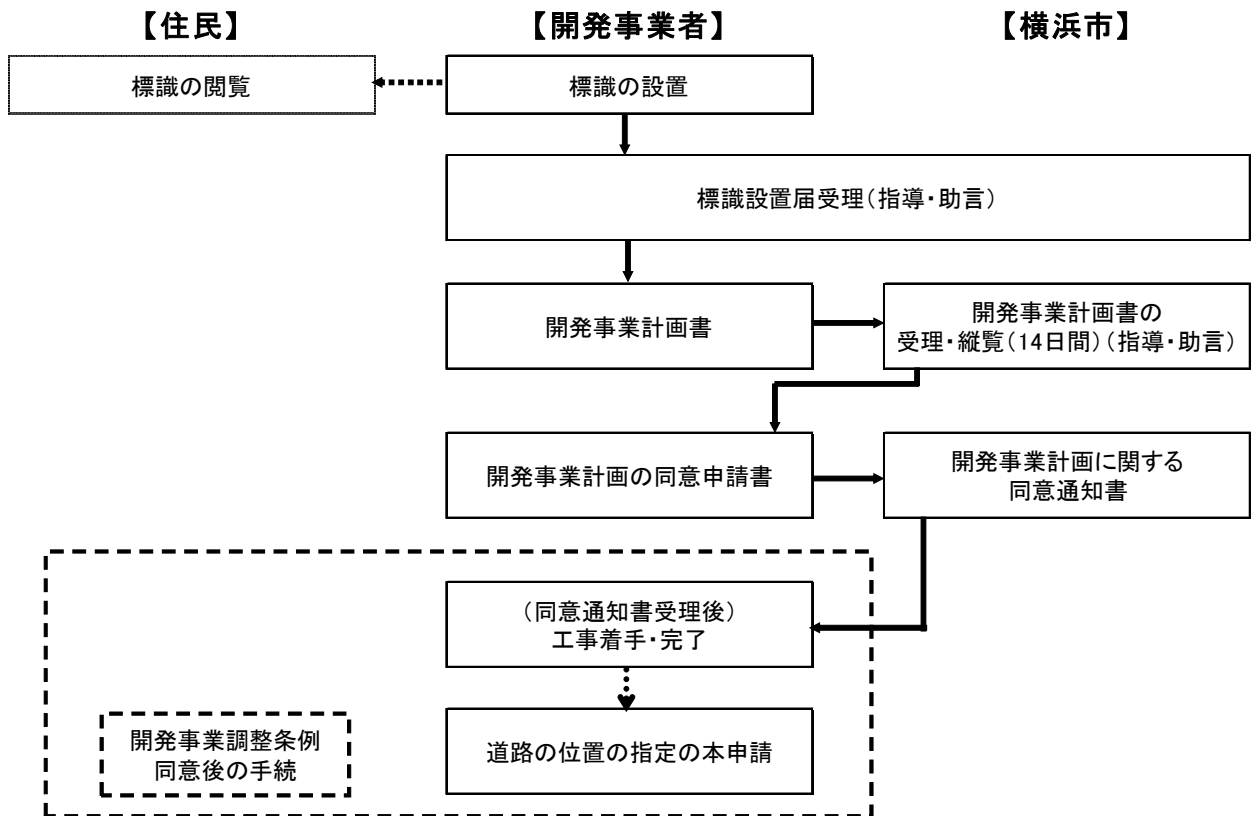 【住民】
【開発事業者】
【横浜市】
標識の閲覧
標識の設置
標識設置届受理(指導・助言)
開発事業計画書
開発事業計画書の
受理・縦覧(14日間)(指導・助言)
開発事業計画の同意申請書
開発事業計画に関する
同意通知書
(同意通知書受理後)
工事着手・完了
開発事業調整条例
同意後の手続
道路の位置の指定の本申請